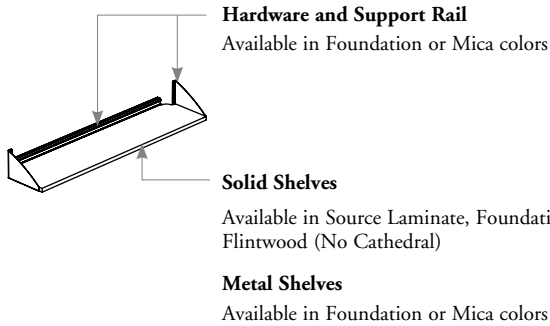 Hardware and Support Rail
Available in Foundation or Mica colors
Solid Shelves
Available in Source Laminate, Foundati
Flintwood (No Cathedral)
Metal Shelves
Available in Foundation or Mica colors